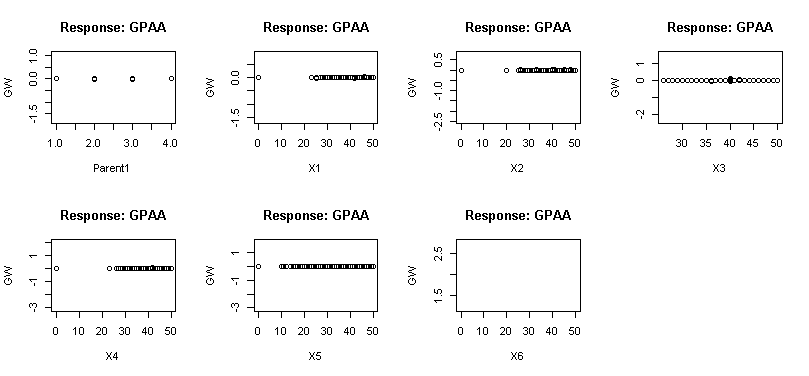 Response: GPAA Response: GPAA Response: GPAA Response: GPAA
GW 1.0 0.0 -1.5 GW 0.0 -1.5 GW 0.5 -1.0 -2.5 GW 1 0 -2
1.0 2.0 3.0 4.0 0 10 20 30 40 50 0 10 20 30 40 50 30 35 40 45 50
Parent1 X1 X2 X3
Response: GPAA Response: GPAA Response: GPAA
GW 1 -1 -3 GW 1 -1 -3 GW 2.5 1.5
0 10 20 30 40 50 0 10 20 30 40 50 0 10 20 30 40 50
X4 X5 X6